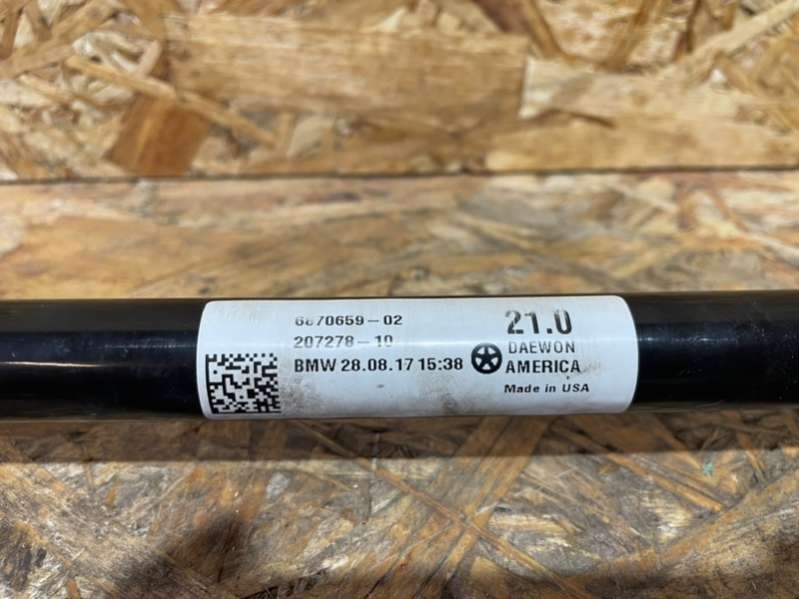 6870659-02
207278-10
BMW 28.08.17 15:38
21.0
DAEWON
AMERICA
Made in USA